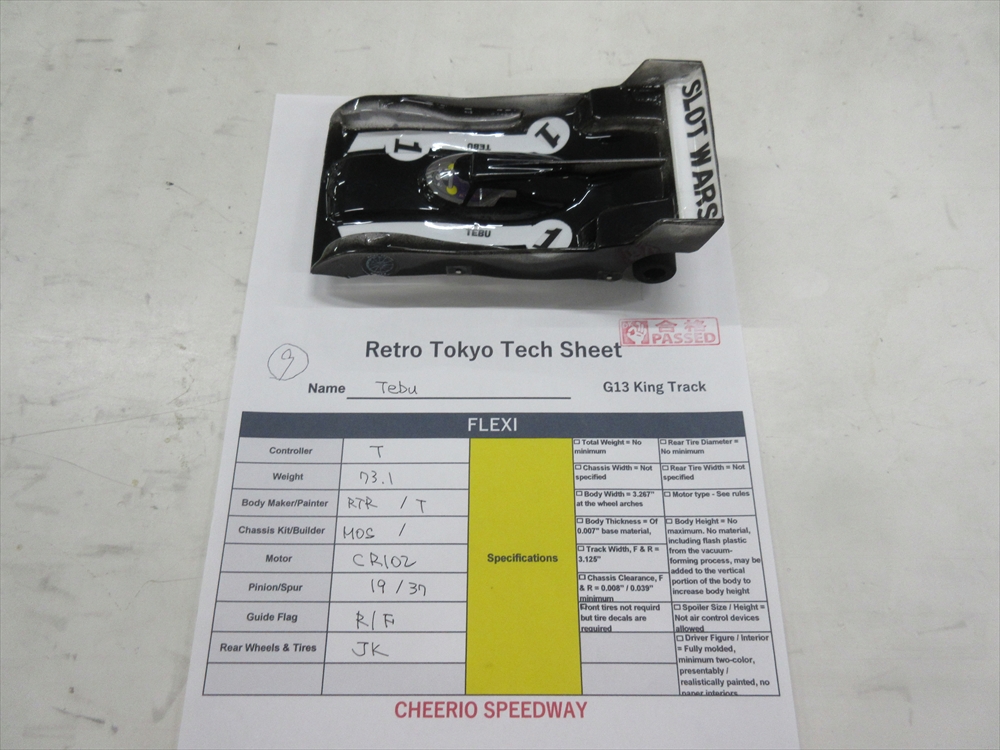 SLOT WARS
1
1
TEBU
TEBU
1
合格
PASSED
9
Retro Tokyo Tech Sheet
Name Tebu
G13 King Track
FLEXI
Controller T
Weight 73.1
Body Maker/Painter RTR / T
Chassis Kit/Builder MOS /
Motor CR102
Pinion/Spur 19 / 37
Guide Flag R/F
Rear Wheels & Tires JK
Specifications
☐ Total Weight = No
minimum
☐ Chassis Width = Not
specified
☐ Body Width = 3.267"
at the wheel arches
☐ Body Thickness = Of
0.007" base material,
☐ Track Width, F & R =
3.125"
☐ Chassis Clearance, F
& R = 0.008" / 0.039"
minimum
Front tires not requird
but tire decals are
required
☐ Rear Tire Diameter =
No minimum
☐ Rear Tire Width = Not
specified
☐ Motor type - See rules
☐ Body Height = No
maximum. No material,
including flash plastic
from the vacuum-
forming process, may be
added to the vertical
portion of the body to
increase body height
☐ Spoiler Size / Height =
Not air control devices
allowed
☐ Driver Figure / Interior
= Fully molded,
minimum two-color,
presentably /
realistically painted, no
paper interiors
CHEERIO SPEEDWAY